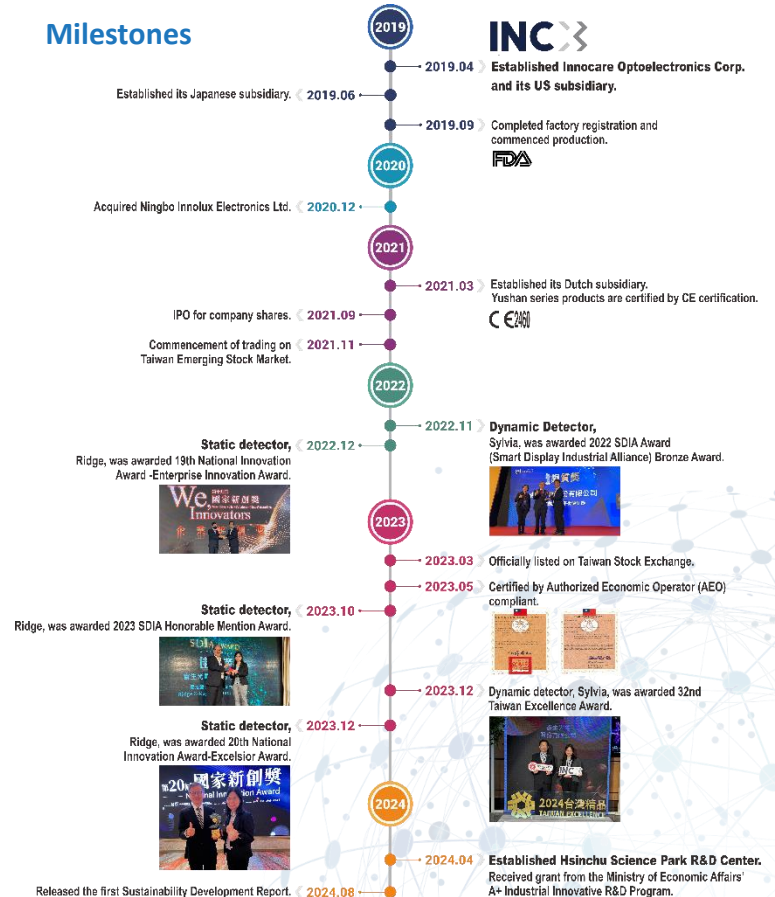 Milestones
2019
INC
2019.04
Established Innocare Optoelectronics Corp.
and its US subsidiary.
Established its Japanese subsidiary.
2019.06
2019.09
Completed factory registration and
commenced production.
FDA
2020
Acquired Ningbo Innolux Electronics Ltd.
2020.12
2021
2021.03
Established its Dutch subsidiary.
Yushan series products are certified by CE certification.
CE2460
IPO for company shares.
2021.09
Commencement of trading on
Taiwan Emerging Stock Market.
2021.11
2022
2022.11
Dynamic Detector,
Sylvia, was awarded 2022 SDIA Award
(Smart Display Industrial Alliance) Bronze Award.
Static detector,
2022.12
Ridge, was awarded 19th National Innovation
Award -Enterprise Innovation Award.
We,
國家新創獎
Innovators
2023
2023.03
Officially listed on Taiwan Stock Exchange.
2023.05
Certified by Authorized Economic Operator (AEO)
compliant.
Static detector,
2023.10
Ridge, was awarded 2023 SDIA Honorable Mention Award.
SDIA AWARD
2023.12
Dynamic detector, Sylvia, was awarded 32nd
Taiwan Excellence Award.
INC
2024台灣精品
TAIWAN EXCELLENCE
Static detector,
2023.12
Ridge, was awarded 20th National
Innovation Award-Excelsior Award.
第20屆 國家新創獎
National Innovation Award
2024
2024.04
Established Hsinchu Science Park R&D Center.
Received grant from the Ministry of Economic Affairs'
A+ Industrial Innovative R&D Program.
Released the first Sustainability Development Report.
2024.08